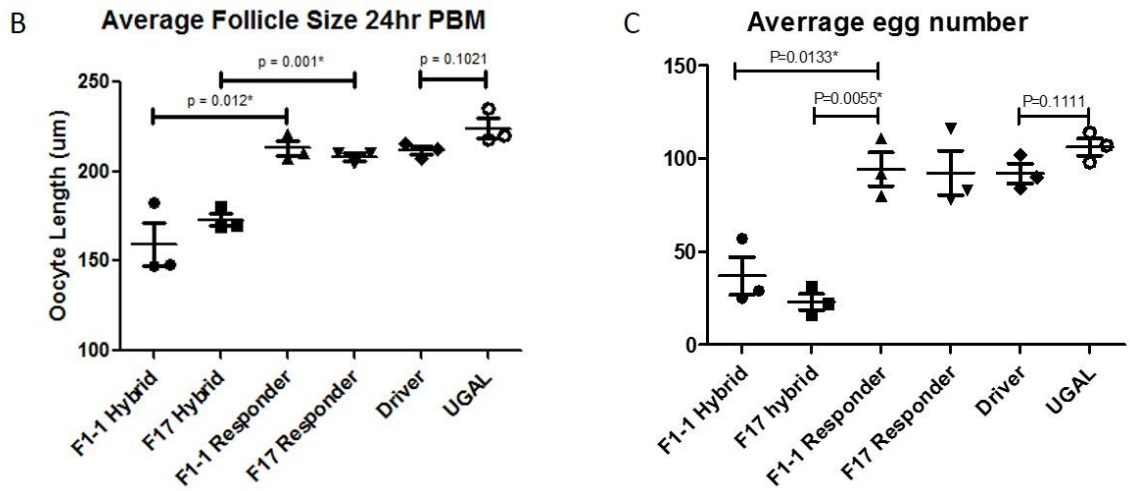 B
Average Follicle Size 24hr PBM
Oocyte Length (um)
250
200
150
100
p = 0.012*
p = 0.001*
p = 0.1021
F1-1 Hybrid
F17 Hybrid
F1-1 Responder
F17 Responder
Driver
UGAL
C
Averrage egg number
150
100
50
0
P=0.0133*
P=0.0055*
P=0.1111
F1-1 Hybrid
F17 hybrid
F1-1 Responder
F17 Responder
Driver
UGAL